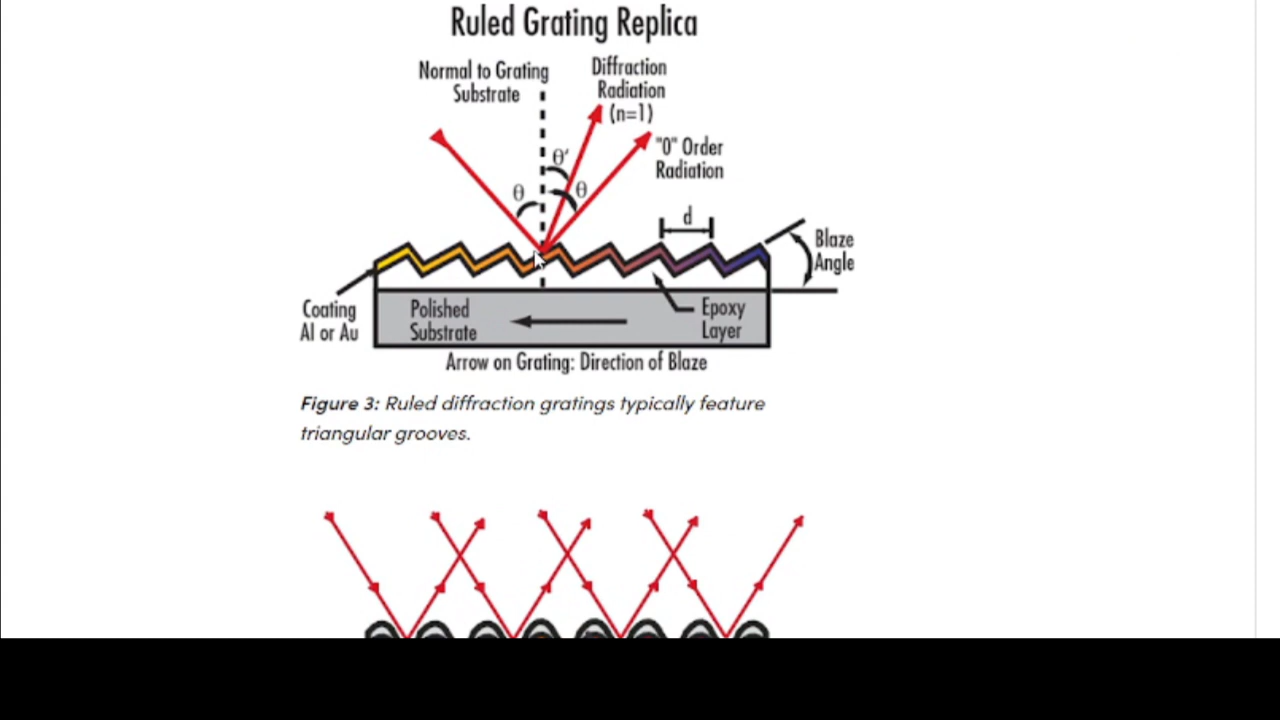 Ruled Grating Replica
Normal to Grating
Substrate
Diffraction
Radiation
(n=1)
"0" Order
Radiation
θ'
θ
θ
d
Blaze
Angle
Coating
Al or Au
Polished
Substrate
Epoxy
Layer
Arrow on Grating: Direction of Blaze
Figure 3: Ruled diffraction gratings typically feature
triangular grooves.